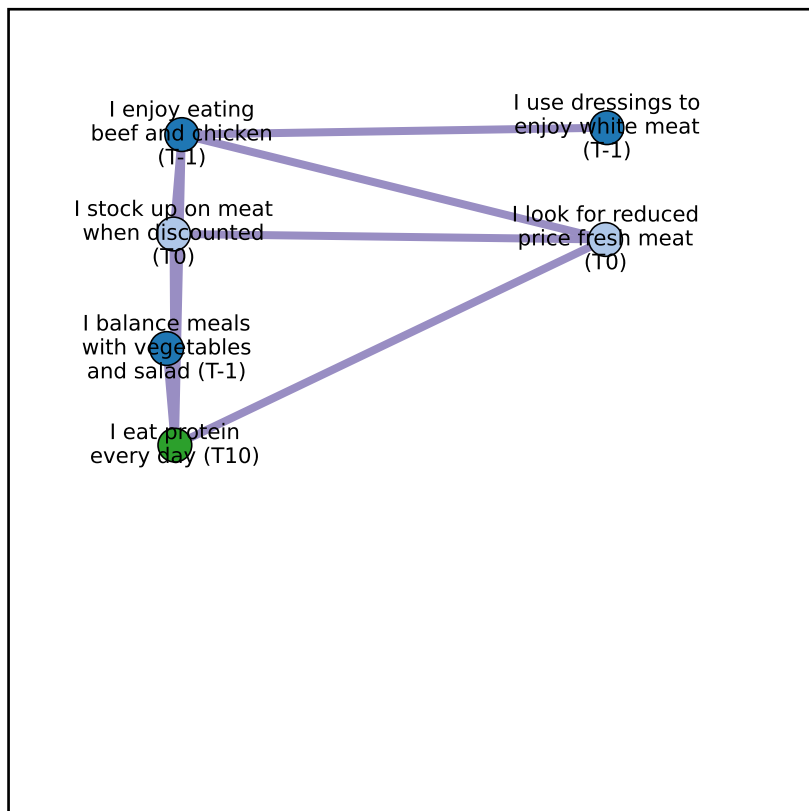 I enjoy eating
beef and chicken
(T-1)
I use dressings to
enjoy white meat
(T-1)
I stock up on meat
when discounted
(T0)
I look for reduced
price fresh meat
(T0)
I balance meals
with vegetables
and salad (T-1)
I eat protein
every day (T10)